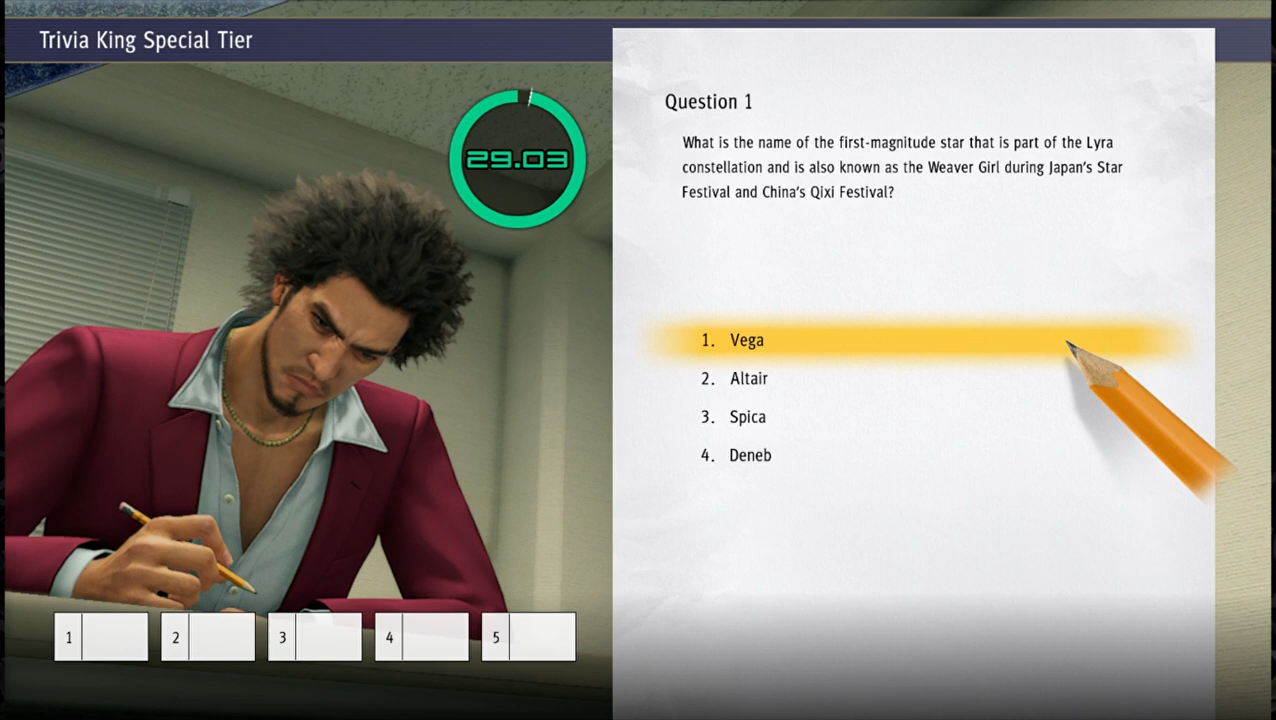 Trivia King Special Tier
29.03
Question 1
What is the name of the first-magnitude star that is part of the Lyra
constellation and is also known as the Weaver Girl during Japan's Star
Festival and China's Qixi Festival?
1. Vega
2. Altair
3. Spica
4. Deneb
1 2 3 4 5